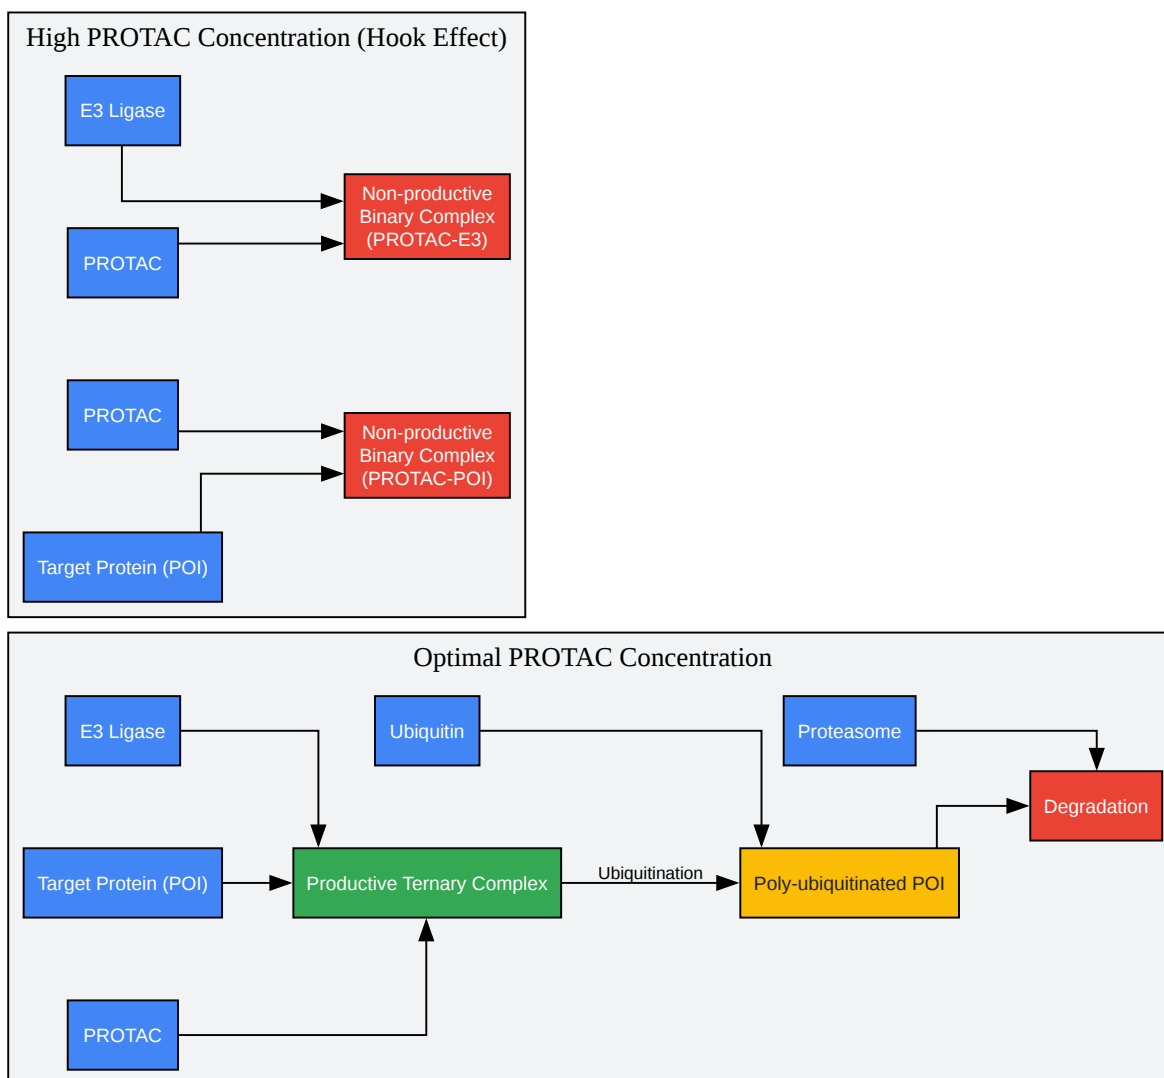 High PROTAC Concentration (Hook Effect)
E3 Ligase
Non-productive
Binary Complex
(PROTAC-E3)
PROTAC
PROTAC
Non-productive
Binary Complex
(PROTAC-POI)
Target Protein (POI)
Optimal PROTAC Concentration
E3 Ligase
Ubiquitin
Proteasome
Degradation
Target Protein (POI)
Productive Ternary Complex
Ubiquitination
Poly-ubiquitinated POI
PROTAC